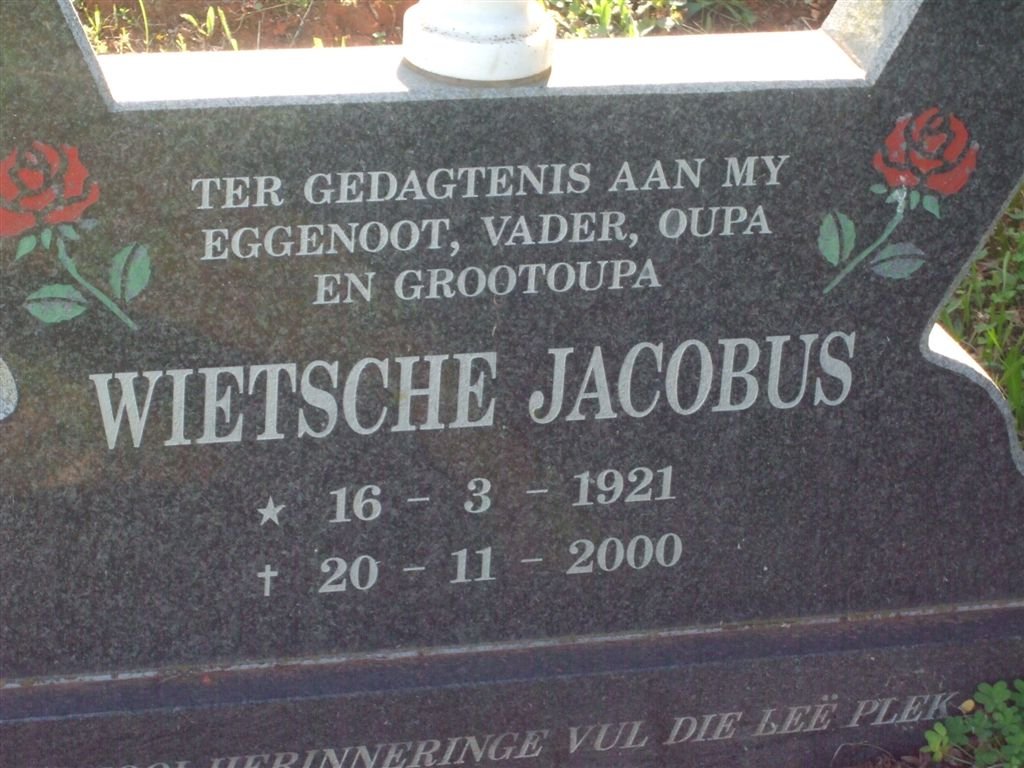 TER GEDAGTENIS AAN MY
EGGENOOT, VADER, OUPA
EN GROOTOUPA
WIETSCHE JACOBUS
★ 16 - 3 - 1921
† 20 - 11 - 2000
HERINNERINGE VUL DIE LEË PLEK